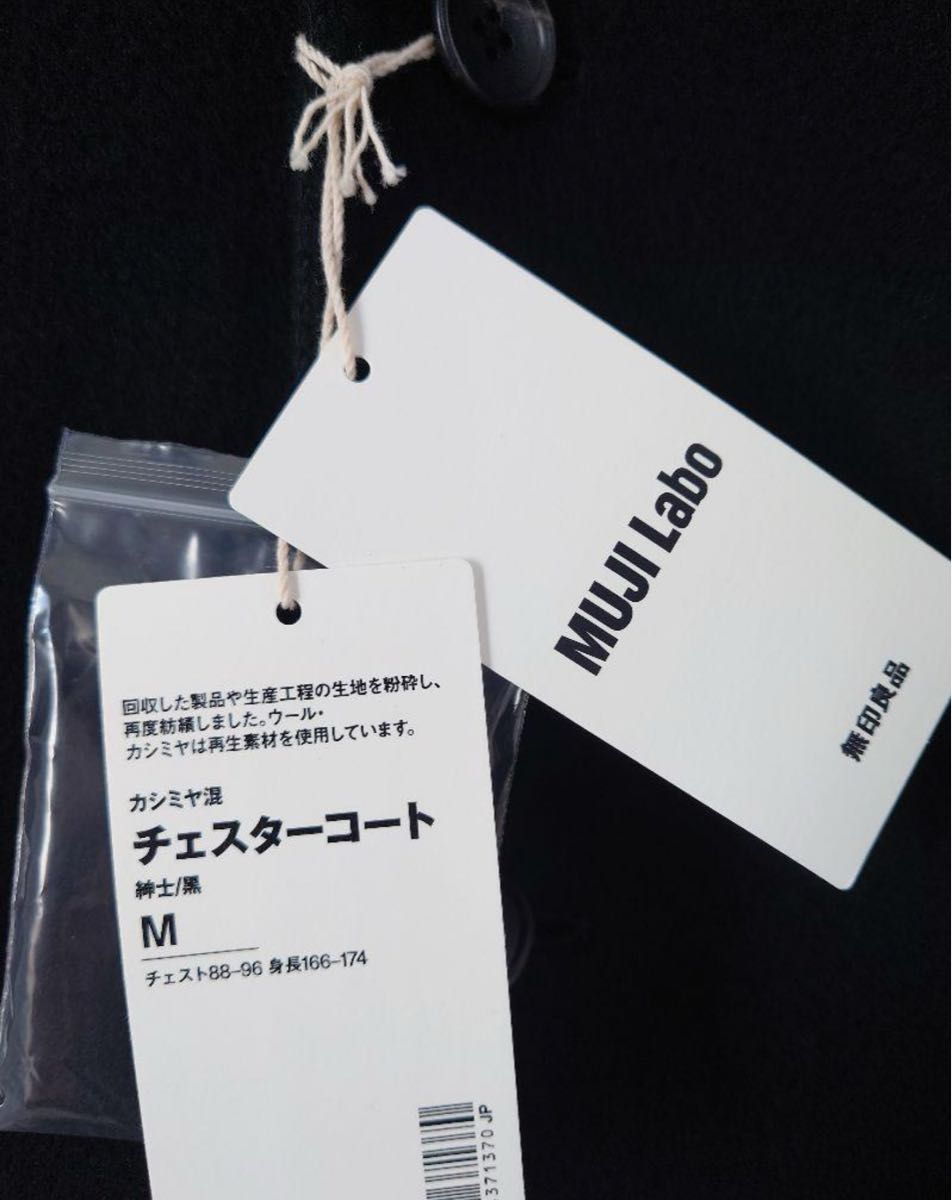 MUJI Labo
無印良品
回収した製品や生産工程の生地を粉砕し、
再度紡績しました。ウール・
カシミヤは再生素材を使用しています。
カシミヤ混
チェスターコート
紳士/黒
M
チェスト88-96 身長166-174
371370 JP